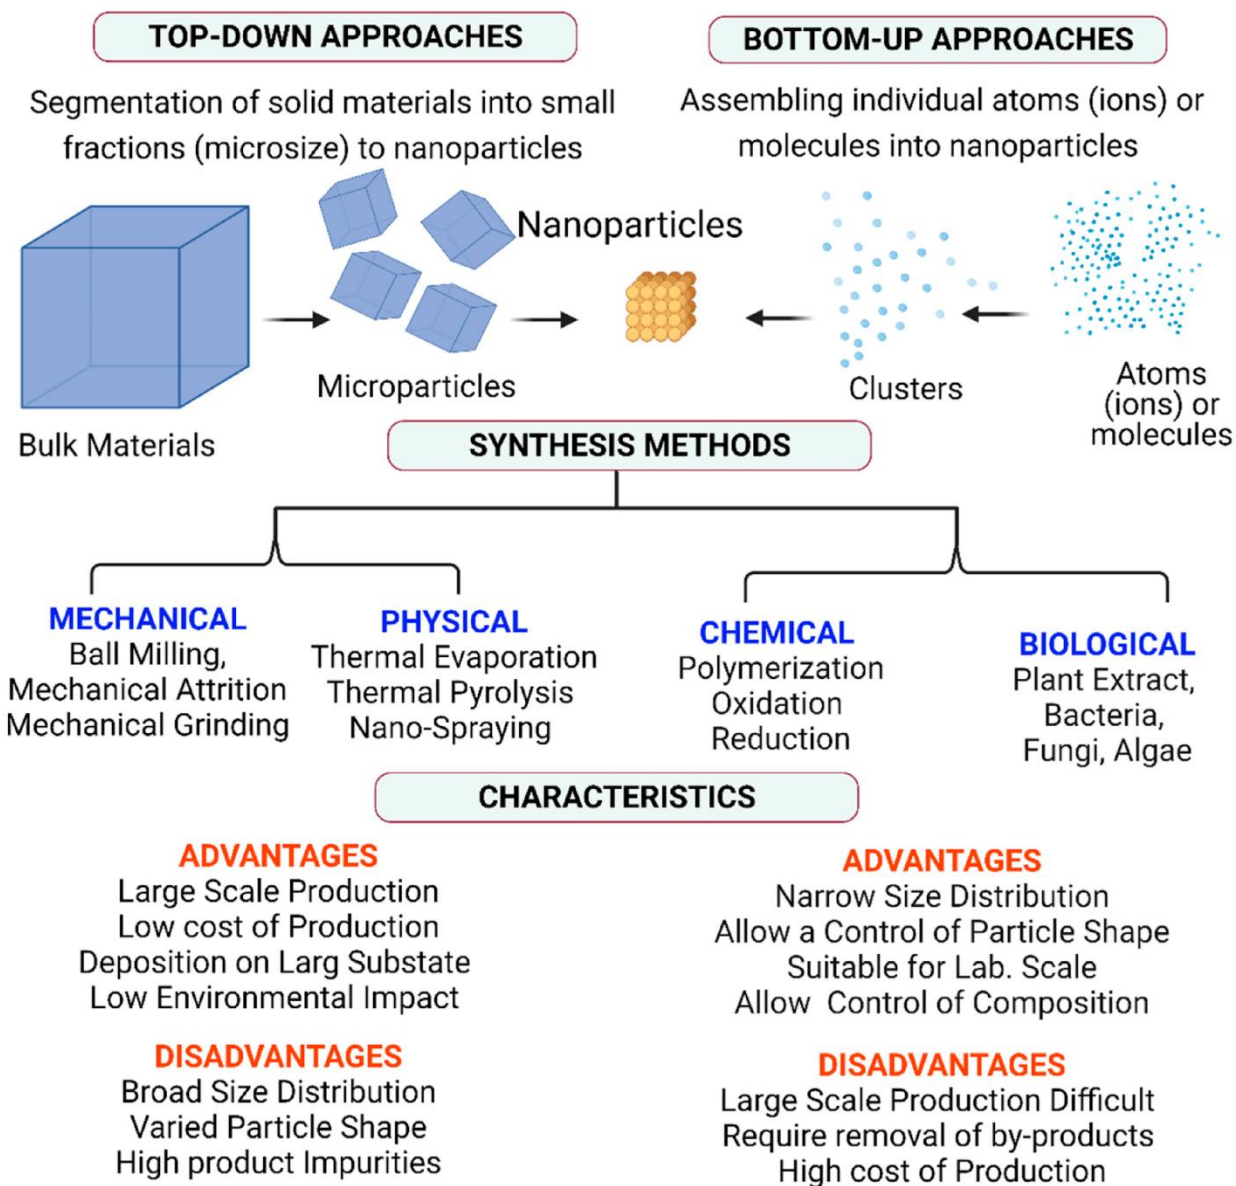 TOP-DOWN APPROACHES
Segmentation of solid materials into small
fractions (microsize) to nanoparticles
BOTTOM-UP APPROACHES
Assembling individual atoms (ions) or
molecules into nanoparticles
Nanoparticles
Microparticles
Bulk Materials
Clusters
Atoms
(ions) or
molecules
SYNTHESIS METHODS
MECHANICAL
Ball Milling,
Mechanical Attrition
Mechanical Grinding
PHYSICAL
Thermal Evaporation
Thermal Pyrolysis
Nano-Spraying
CHEMICAL
Polymerization
Oxidation
Reduction
BIOLOGICAL
Plant Extract,
Bacteria,
Fungi, Algae
CHARACTERISTICS
ADVANTAGES
Large Scale Production
Low cost of Production
Deposition on Larg Substate
Low Environmental Impact
DISADVANTAGES
Broad Size Distribution
Varied Particle Shape
High product Impurities
ADVANTAGES
Narrow Size Distribution
Allow a Control of Particle Shape
Suitable for Lab. Scale
Allow Control of Composition
DISADVANTAGES
Large Scale Production Difficult
Require removal of by-products
High cost of Production